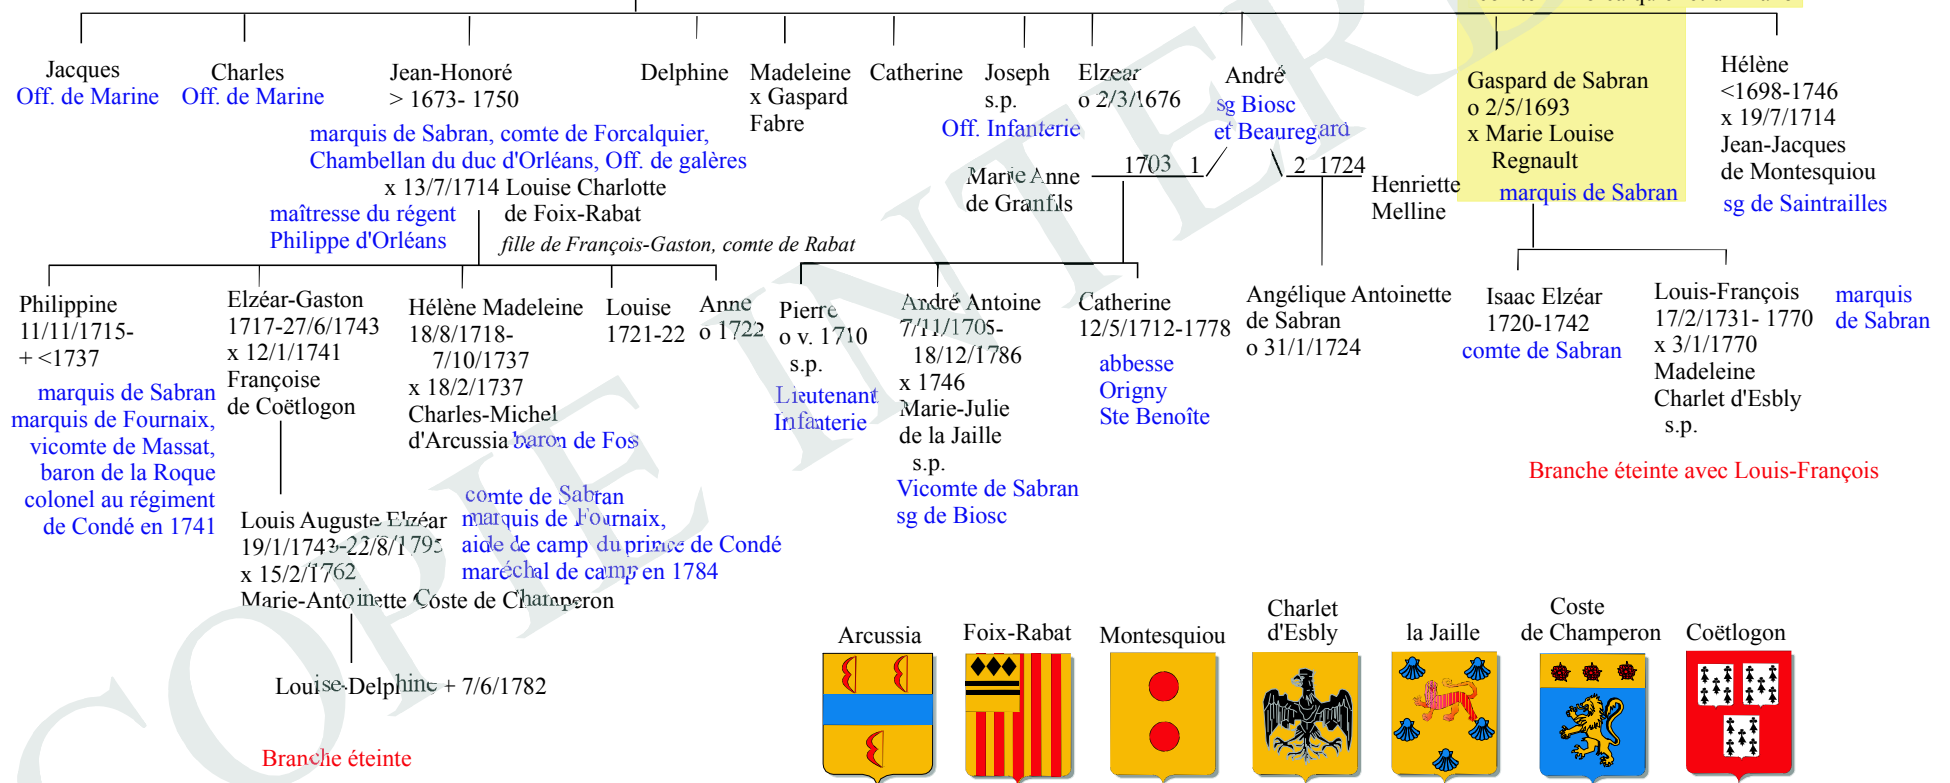 Jacques
Off. de Marine
Charles
Off. de Marine
Jean-Honoré
> 1673- 1750
marquis de Sabran, comte de Forcalquier,
Chambellan du duc d'Orléans, Off. de galères
x 13/7/1714 Louise Charlotte
de Foix-Rabat
maîtresse du régent
Philippe d'Orléans
fille de François-Gaston, comte de Rabat
Delphine
Madeleine
x Gaspard
Fabre
Catherine
Joseph
s.p.
Off. Infanterie
Elzear
o 2/3/1676
André
sg Biosc
et Beauregard
1703 1
2 1724
Marie Anne
de Granfils
Henriette
Melline
Gaspard de Sabran
o 2/5/1693
x Marie Louise
Regnault
marquis de Sabran
Hélène
<1698-1746
x 19/7/1714
Jean-Jacques
de Montesquiou
sg de Saintrailles
Philippine
11/11/1715-
+ <1737
marquis de Sabran
marquis de Fournaix,
vicomte de Massat,
baron de la Roque
colonel au régiment
de Condé en 1741
Elzéar-Gaston
1717-27/6/1743
x 12/1/1741
Françoise
de Coëtlogon
Hélène Madeleine
18/8/1718-
7/10/1737
x 18/2/1737
Charles-Michel
d'Arcussia baron de Fos
Louise
1721-22
Anne
o 1722
Pierre
o v. 1710
s.p.
Lieutenant
Infanterie
André Antoine
7/11/1705-
18/12/1786
x 1746
Marie-Julie
de la Jaille
s.p.
Vicomte de Sabran
sg de Biosc
Catherine
12/5/1712-1778
abbesse
Origny
Ste Benoîte
Angélique Antoinette
de Sabran
o 31/1/1724
Isaac Elzéar
1720-1742
comte de Sabran
Louis-François
17/2/1731- 1770
x 3/1/1770
Madeleine
Charlet d'Esbly
s.p.
marquis
de Sabran
Branche éteinte avec Louis-François
Louis Auguste Elzéar
19/1/1743-22/8/1795
x 15/2/1762
Marie-Antoinette Coste de Champeron
comte de Sabran
marquis de Fournaix,
aide de camp du prince de Condé
maréchal de camp en 1784
Louise-Delphine + 7/6/1782
Branche éteinte
Arcussia
Foix-Rabat
Montesquiou
Charlet
d'Esbly
la Jaille
Coste
de Champeron
Coëtlogon
COPIE INTER